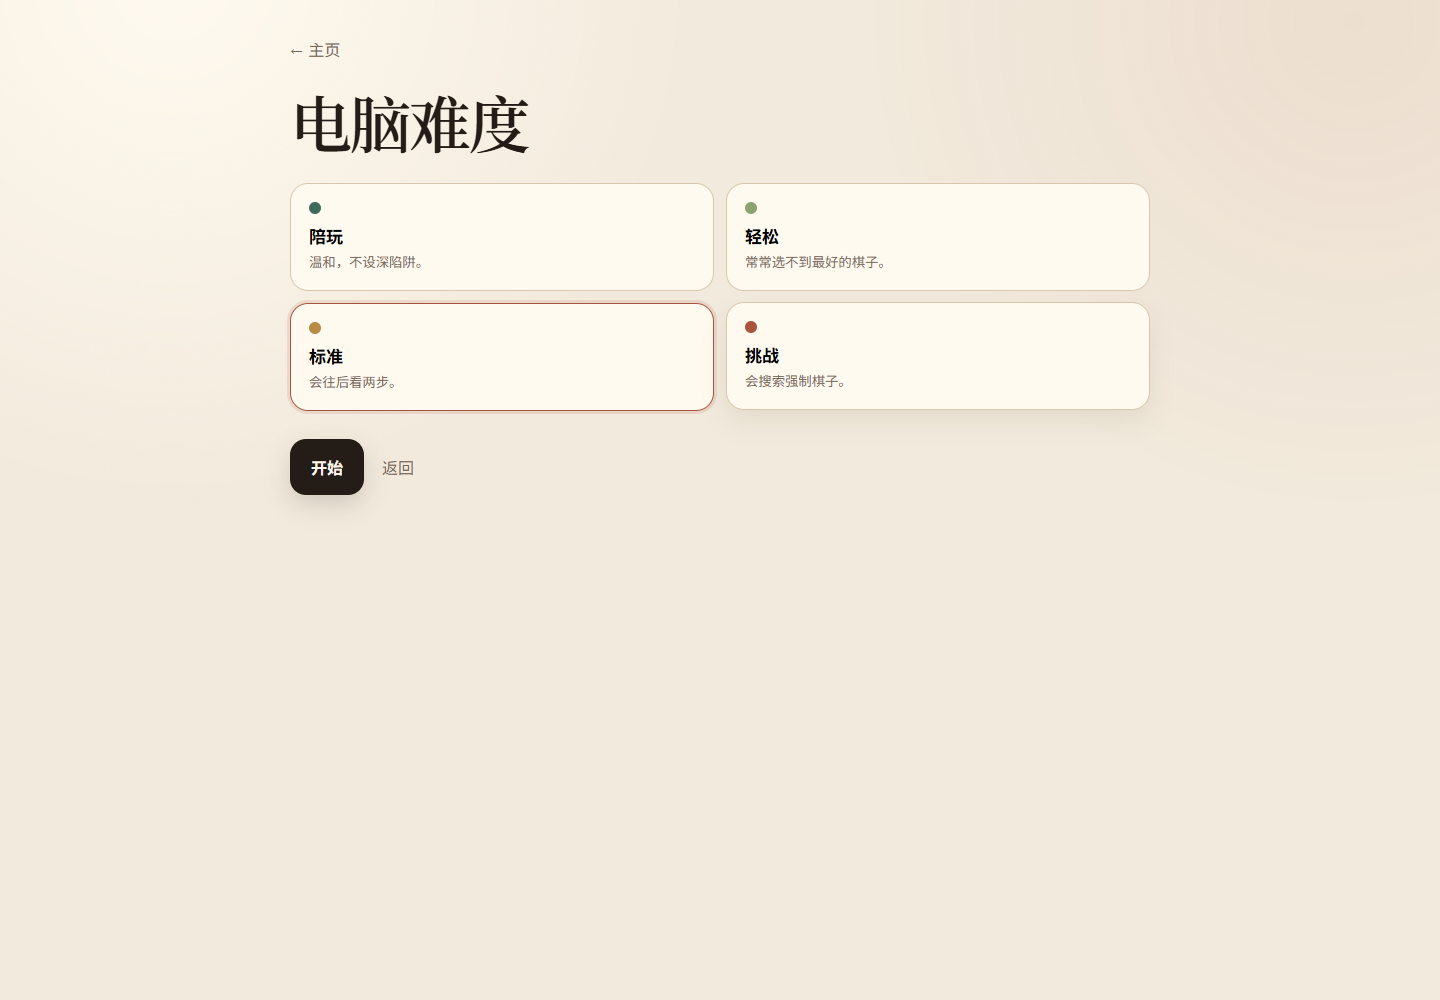 ← 主页
电脑难度
陪玩
温和，不设深陷阱。
轻松
常常选不到最好的棋子。
标准
会往后看两步。
挑战
会搜索强制棋子。
开始
返回